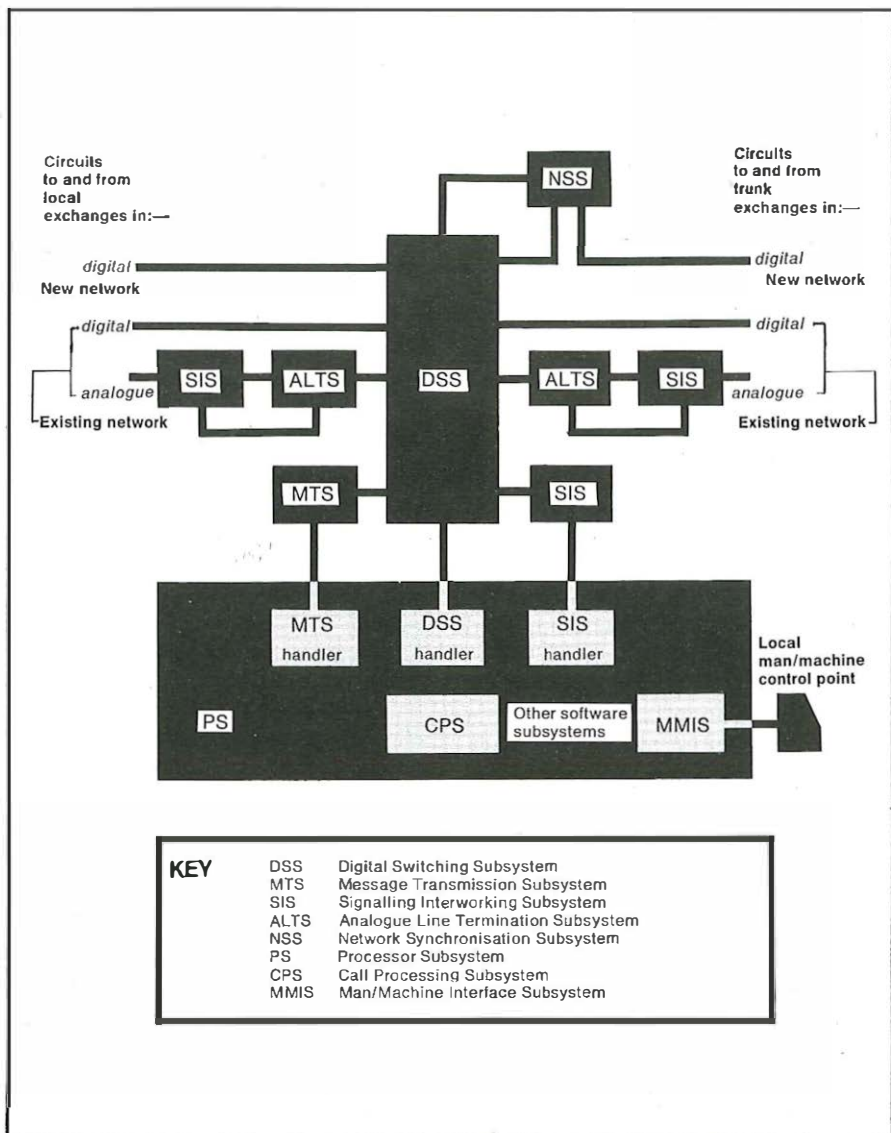 Circuits
to and from
local
exchanges in:—
NSS
Circuits
to and from
trunk
exchanges in:—
digital
New network
digital
New network
digital
digital
analogue
SIS
ALTS
DSS
ALTS
SIS
analogue
Existing network
Existing network
MTS
SIS
MTS
handler
DSS
handler
SIS
handler
Local
man/machine
control point
PS
CPS
Other software
subsystems
MMIS
KEY
DSS Digital Switching Subsystem
MTS Message Transmission Subsystem
SIS Signalling Interworking Subsystem
ALTS Analogue Line Termination Subsystem
NSS Network Synchronisation Subsystem
PS Processor Subsystem
CPS Call Processing Subsystem
MMIS Man/Machine Interface Subsystem